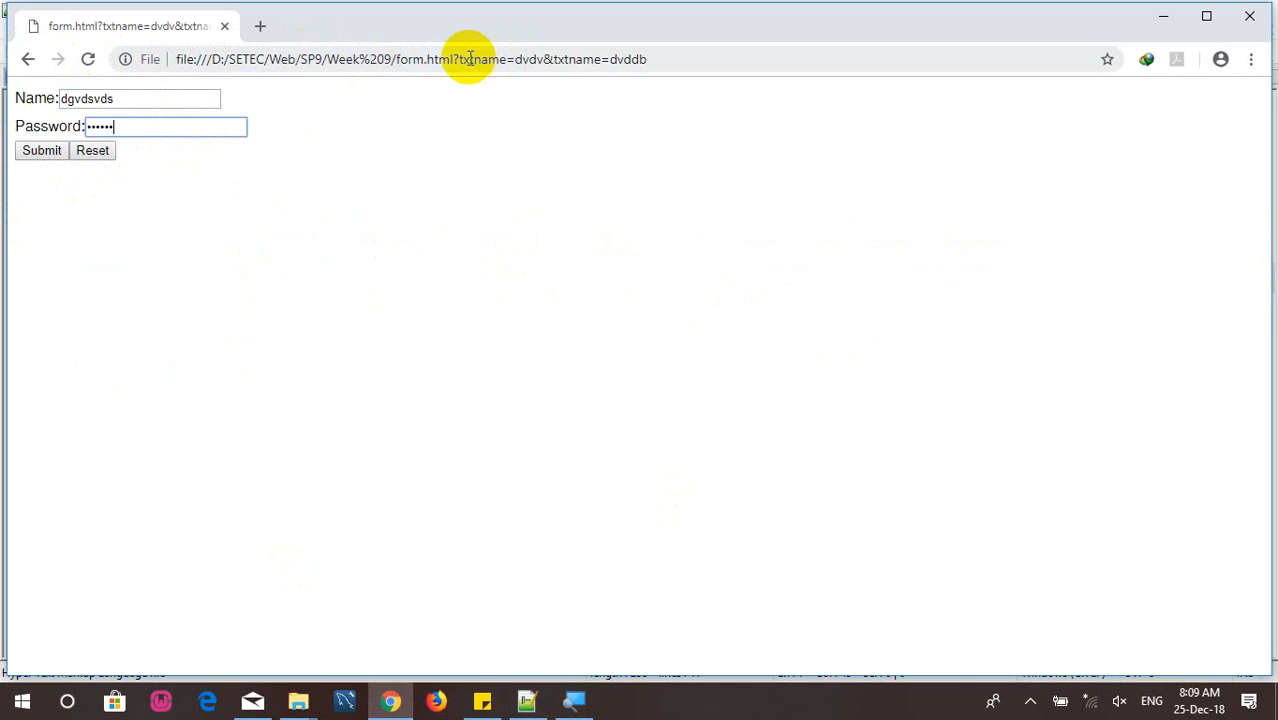 form.html?txtname=dvdv&txtna
File
file:///D:/SETEC/Web/SP9/Week%209/form.html?txtname=dvdv&txtname=dvddb
Name:dgvdsvds
Password:••••••
Submit Reset
ENG
8:09 AM
25-Dec-18